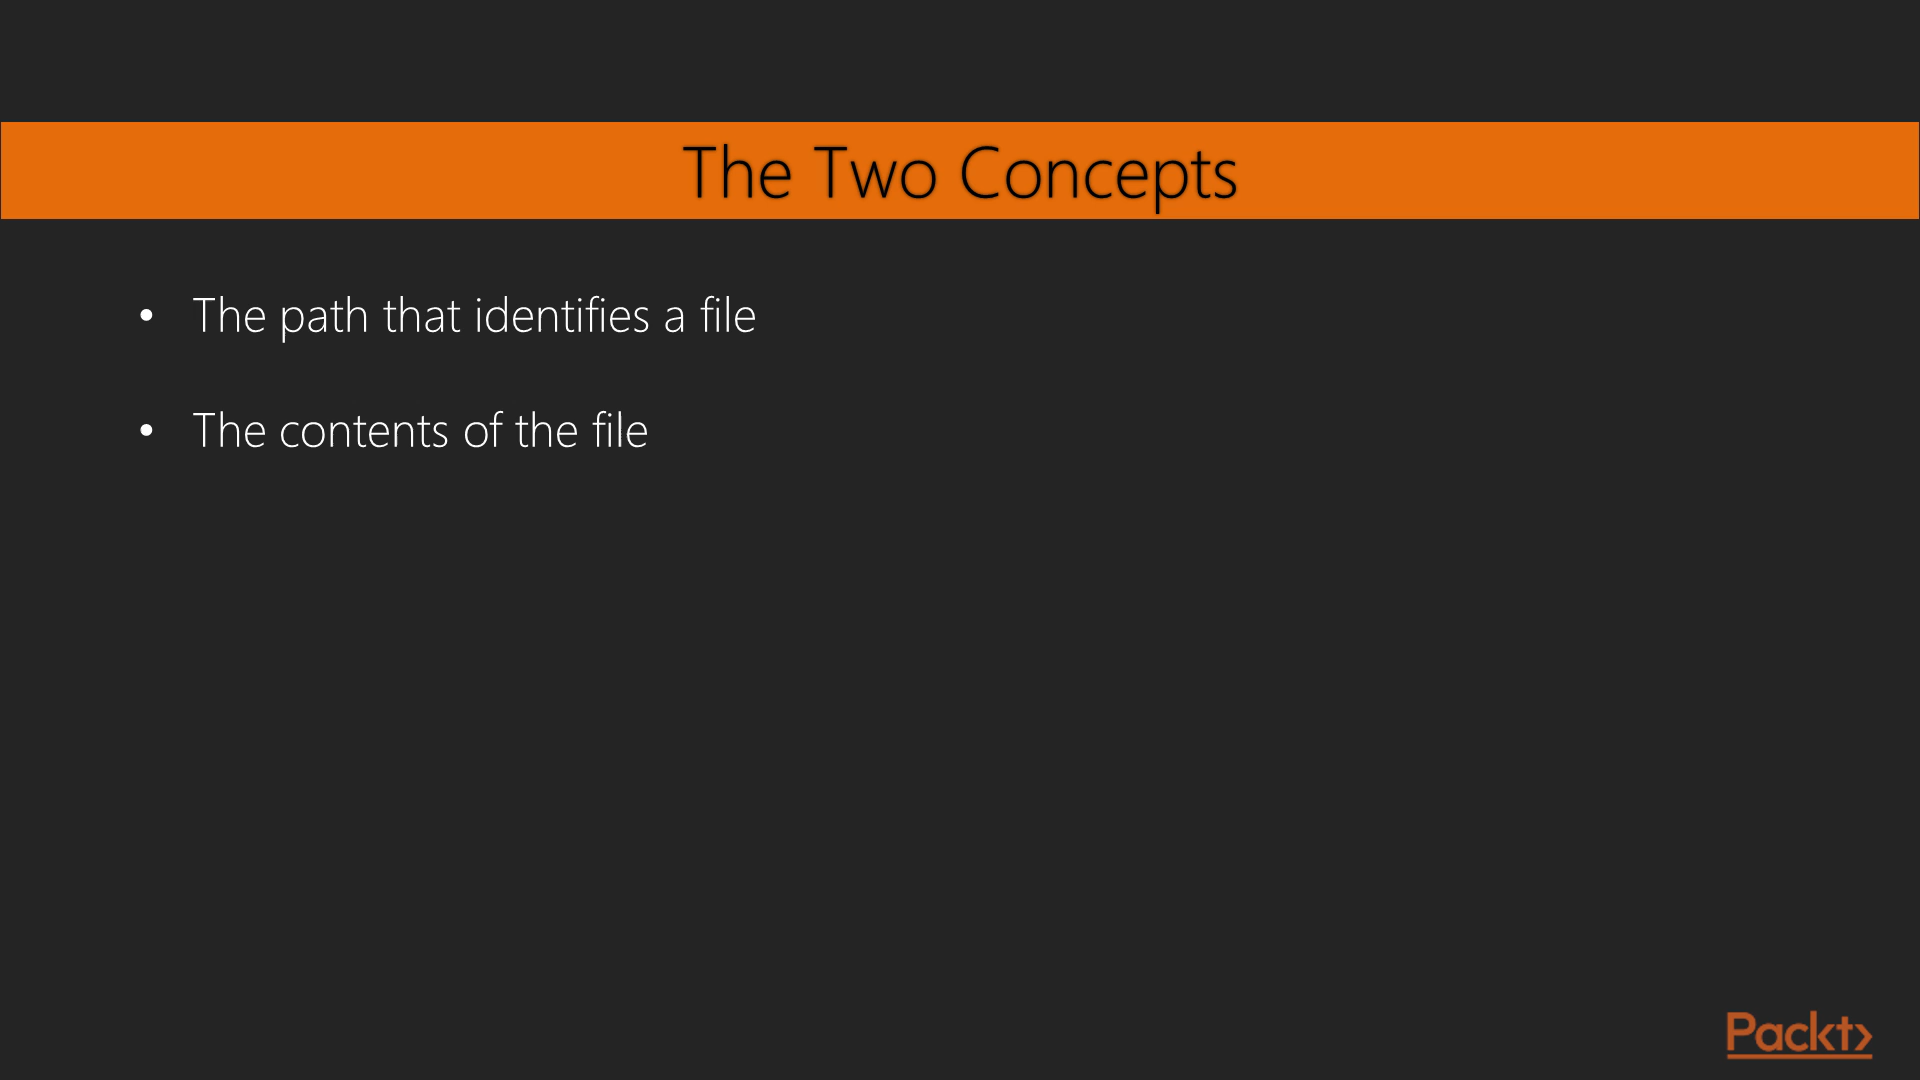 The Two Concepts
• The path that identifies a file
• The contents of the file
Packt>